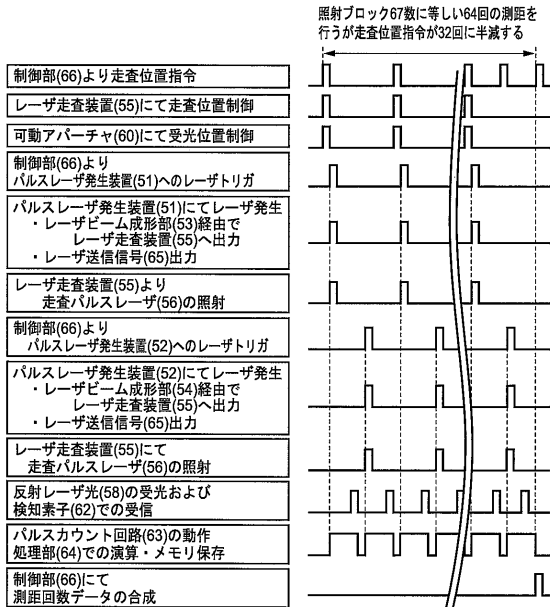 照射ブロック67数に等しい64回の測距を
行うが走査位置指令が32回に半減する
制御部(66)より走査位置指令
レーザ走査装置(55)にて走査位置制御
可動アパーチャ(60)にて受光位置制御
制御部(66)より
パルスレーザ発生装置(51)へのレーザトリガ
パルスレーザ発生装置(51)にてレーザ発生
・レーザビーム成形部(53)経由で
レーザ走査装置(55)へ出力
・レーザ送信信号(65)出力
レーザ走査装置(55)より
走査パルスレーザ(56)の照射
制御部(66)より
パルスレーザ発生装置(52)へのレーザトリガ
パルスレーザ発生装置(52)にてレーザ発生
・レーザビーム成形部(54)経由で
レーザ走査装置(55)へ出力
・レーザ送信信号(65)出力
レーザ走査装置(55)にて
走査パルスレーザ(56)の照射
反射レーザ光(58)の受光および
検知素子(62)での受信
パルスカウント回路(63)の動作
処理部(64)での演算・メモリ保存
制御部(66)にて
測距回数データの合成